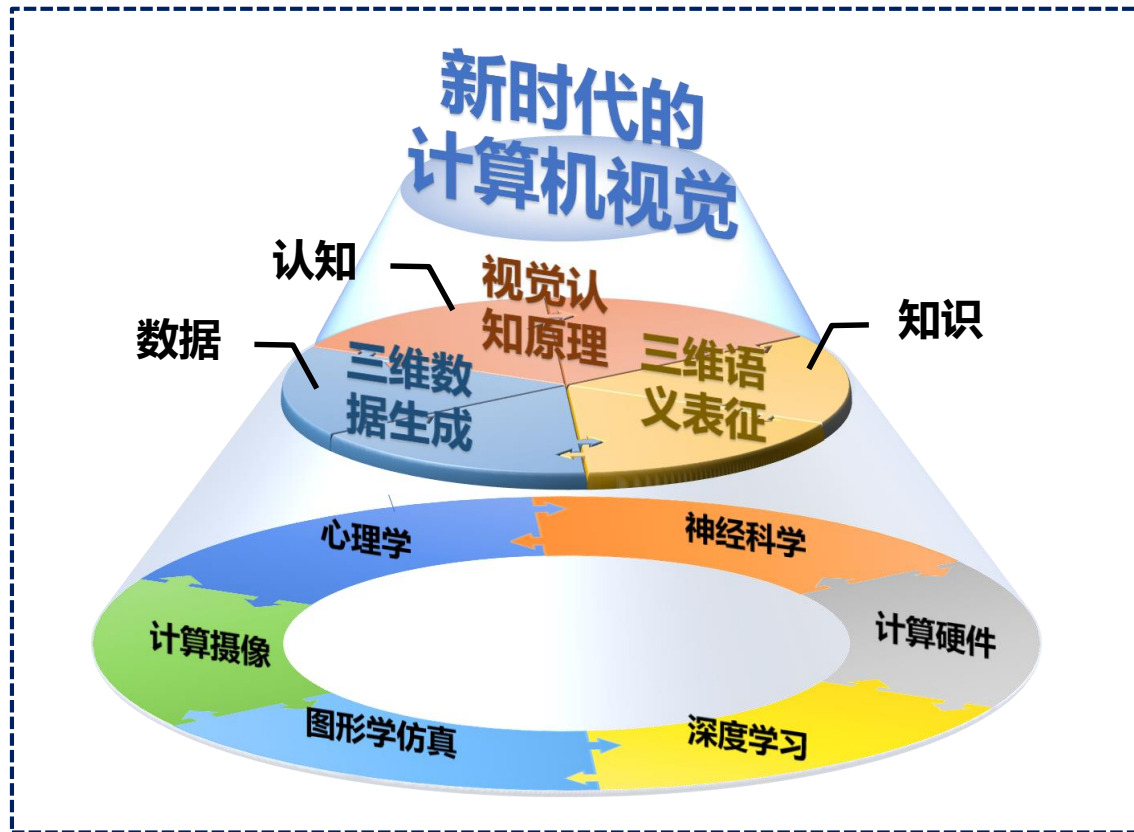 新时代的
计算机视觉
认知
视觉认
知原理
知识
数据
三维数
据生成
三维语
义表征
心理学
神经科学
计算摄像
计算硬件
图形学仿真
深度学习